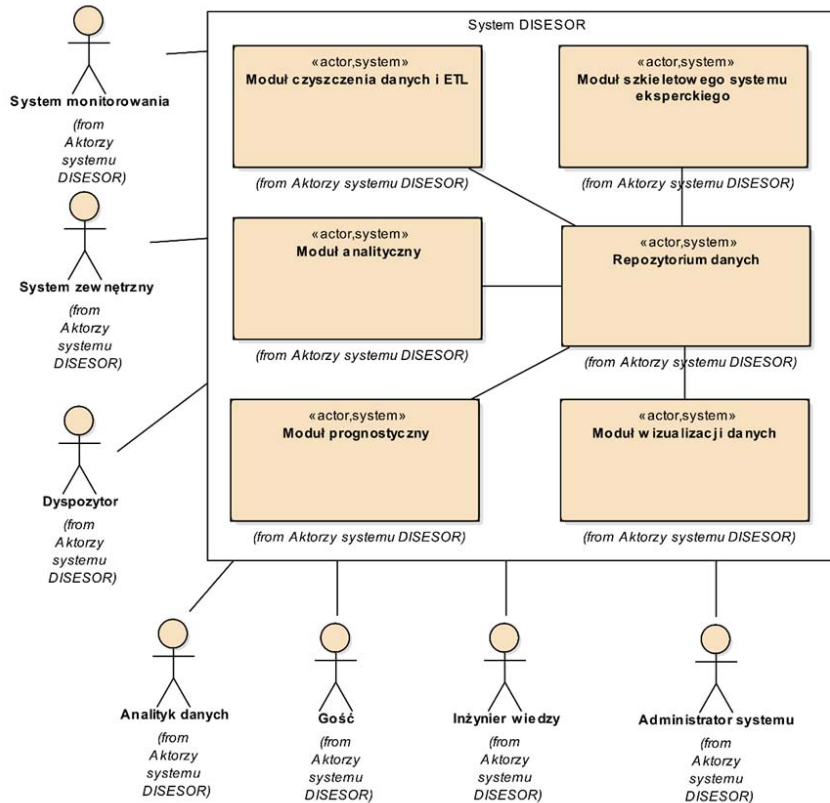 System DISESOR
«actor,system»
Moduł czyszczenia danych i ETL
(from Aktorzy systemu DISESOR)
«actor,system»
Moduł szkieletowego systemu
eksperckiego
(from Aktorzy systemu DISESOR)
System monitorowania
(from
Aktorzy
systemu
DISESOR)
«actor,system»
Moduł analityczny
(from Aktorzy systemu DISESOR)
«actor,system»
Repozytorium danych
(from Aktorzy systemu DISESOR)
System zewnętrzny
(from
Aktorzy
systemu
DISESOR)
«actor,system»
Moduł prognostyczny
(from Aktorzy systemu DISESOR)
«actor,system»
Moduł wizualizacji danych
(from Aktorzy systemu DISESOR)
Dyspozytor
(from
Aktorzy
systemu
DISESOR)
Analityk danych
(from
Aktorzy
systemu
DISESOR)
Gość
(from
Aktorzy
systemu
DISESOR)
Inżynier wiedzy
(from
Aktorzy
systemu
DISESOR)
Administrator systemu
(from
Aktorzy
systemu
DISESOR)